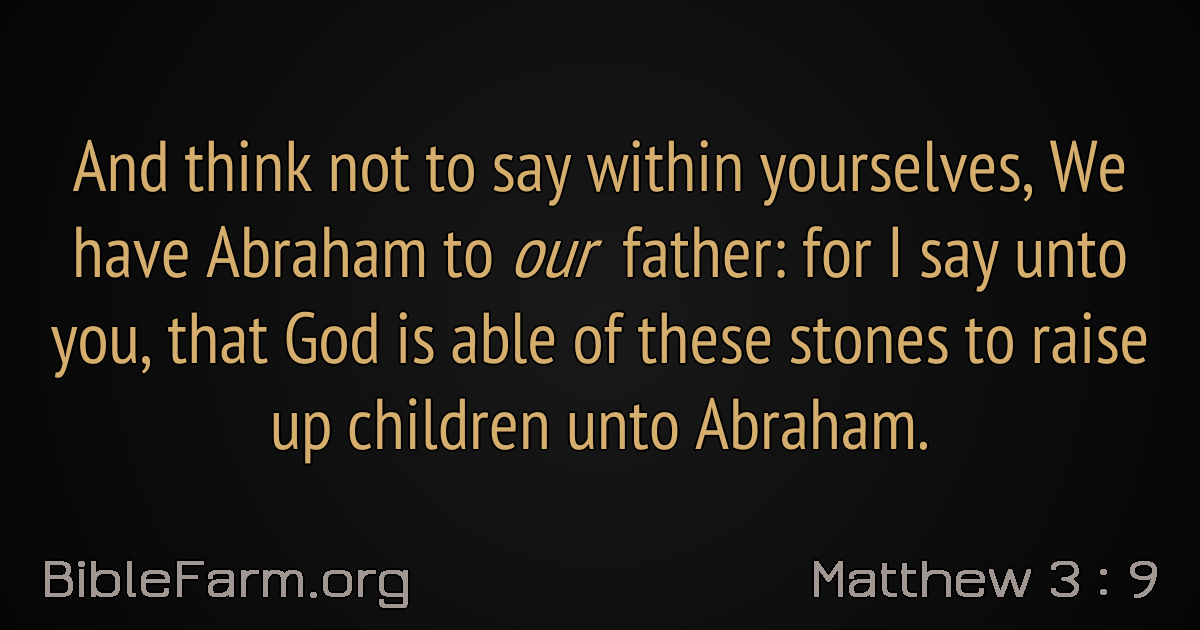 And think not to say within yourselves, We
have Abraham to our father: for I say unto
you, that God is able of these stones to raise
up children unto Abraham.
BibleFarm.org
Matthew 3 : 9